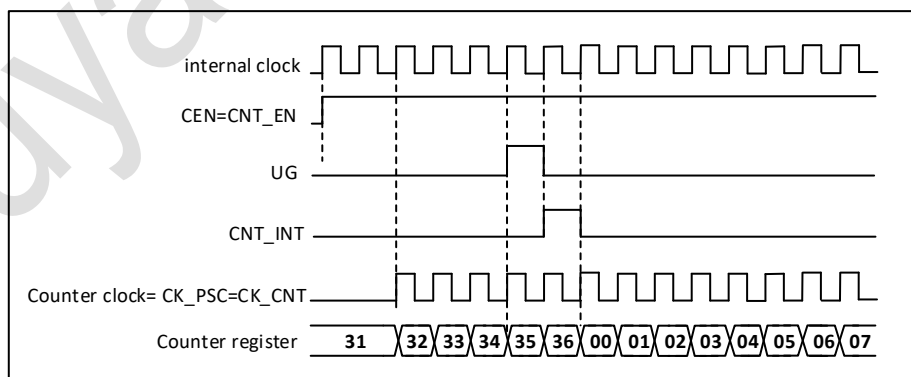 internal clock
CEN=CNT_EN
UG
CNT_INT
Counter clock= CK_PSC=CK_CNT
Counter register 31 32 33 34 35 36 00 01 02 03 04 05 06 07